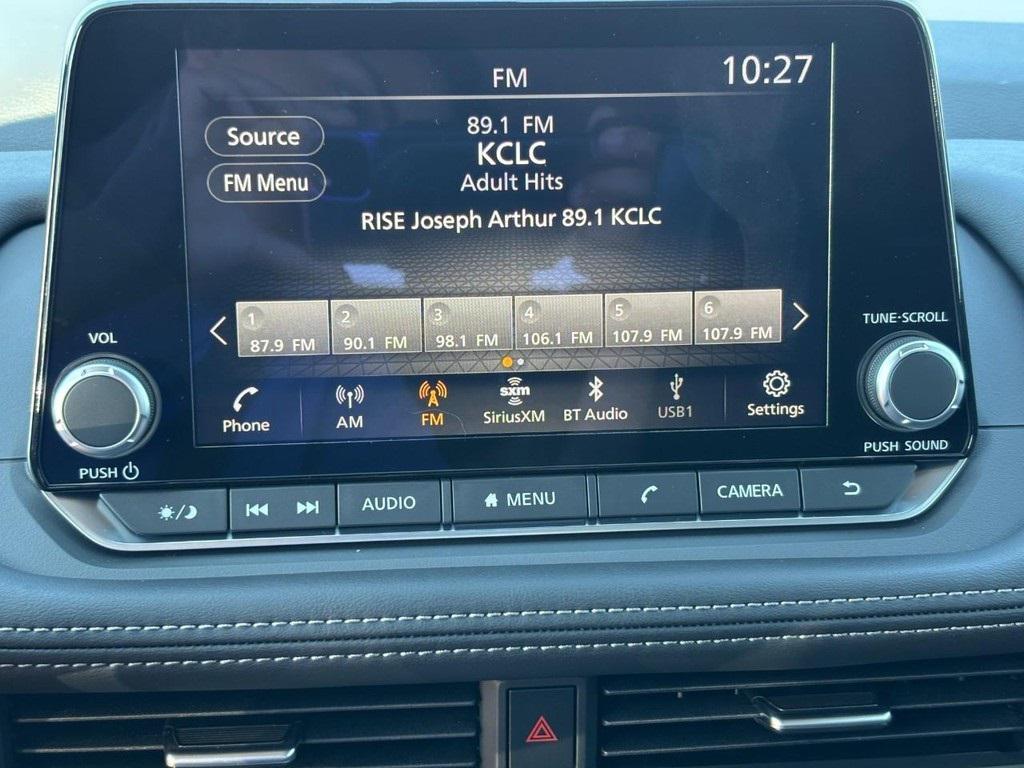 FM
10:27
Source
FM Menu
89.1 FM
KCLC
Adult Hits
RISE Joseph Arthur 89.1 KCLC
1
87.9 FM
2
90.1 FM
3
98.1 FM
4
106.1 FM
5
107.9 FM
6
107.9 FM
VOL
PUSH
TUNE·SCROLL
PUSH SOUND
Phone
AM
FM
sxm
SiriusXM
BT Audio
USB1
Settings
AUDIO
MENU
CAMERA